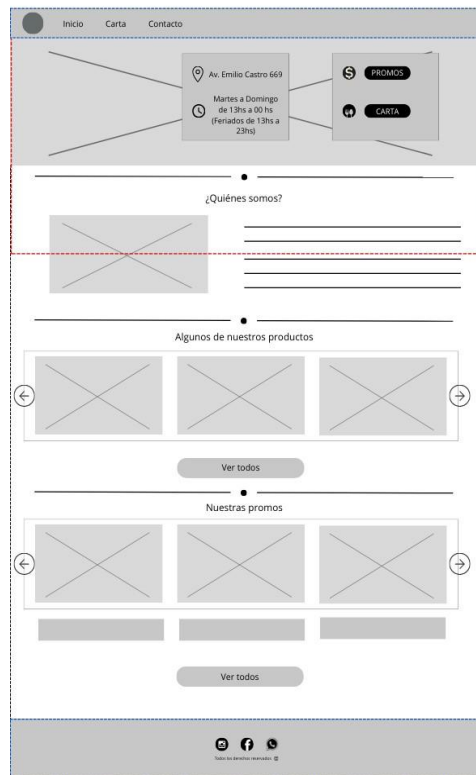 Inicio Carta Contacto
Av. Emilio Castro 669
PROMOS
Martes a Domingo
de 13hs a 00 hs
(Feriados de 13hs a
23hs)
CARTA
¿Quiénes somos?
Algunos de nuestros productos
Ver todos
Nuestras promos
Ver todos
Todos los derechos reservados